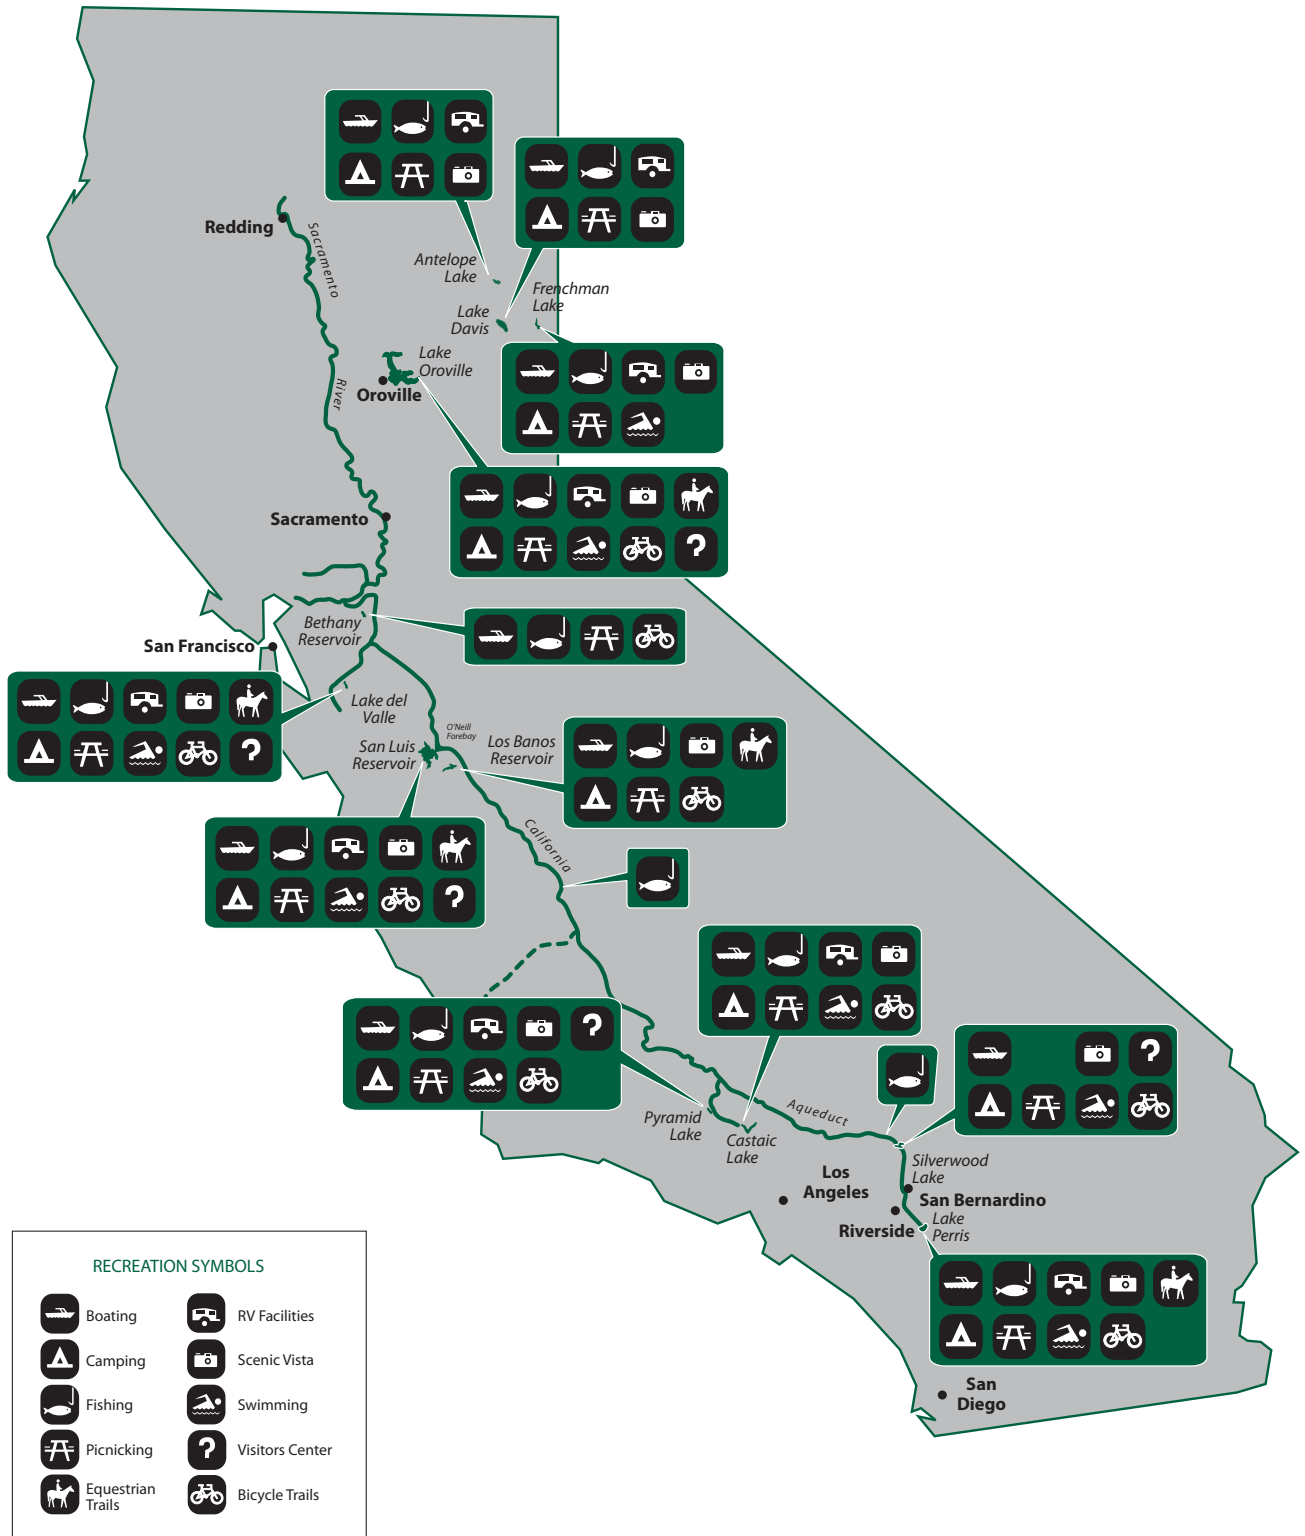 Redding
Sacramento
River
Antelope
Lake
Frenchman
Lake
Lake
Davis
Lake
Oroville
Oroville
Sacramento
Bethany
Reservoir
San Francisco
Lake del
Valle
O'Neill
Forebay
San Luis
Reservoir
Los Banos
Reservoir
California
Aqueduct
Pyramid
Lake
Castaic
Lake
Silverwood
Lake
Los
Angeles
San Bernardino
Riverside
Lake
Perris
San
Diego
RECREATION SYMBOLS
Boating
RV Facilities
Camping
Scenic Vista
Fishing
Swimming
Picnicking
Visitors Center
Equestrian
Trails
Bicycle Trails